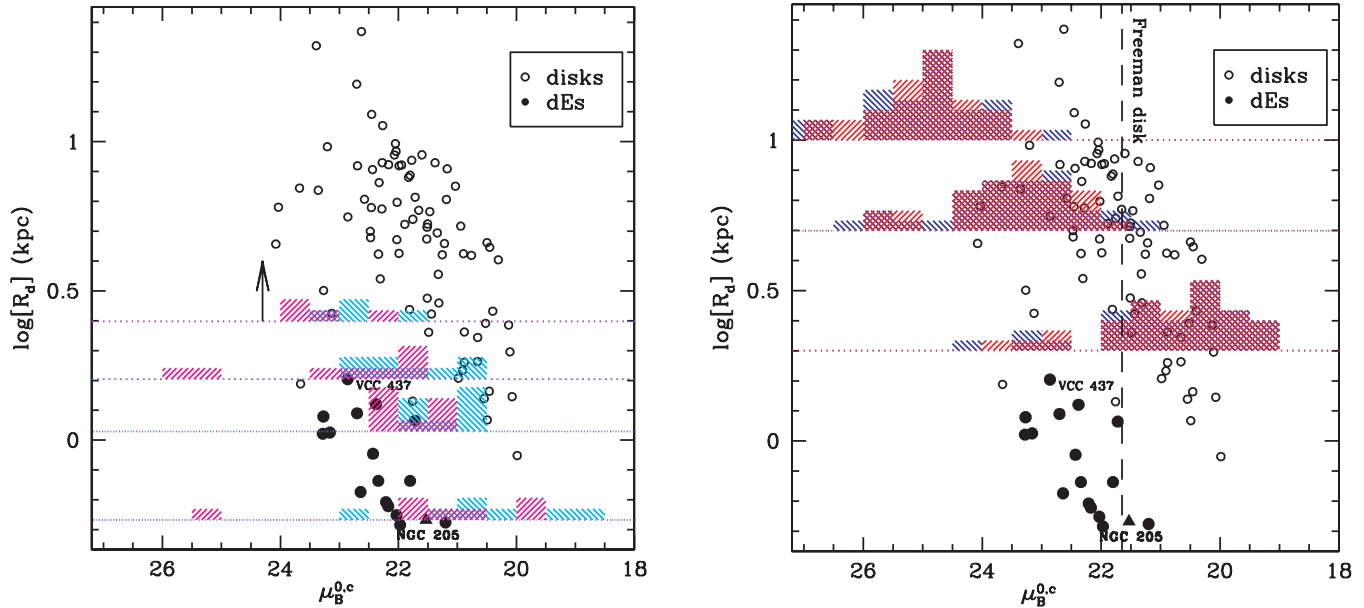 disks
dEs
1
0.5
0
log[R_d] (kpc)
VCC 437
NGC 205
26
24
22
20
18
μ_B^{0,c}
Freeman disk
disks
dEs
1
0.5
0
log[R_d] (kpc)
VCC 437
NGC 205
26
24
22
20
18
μ_B^{0,c}